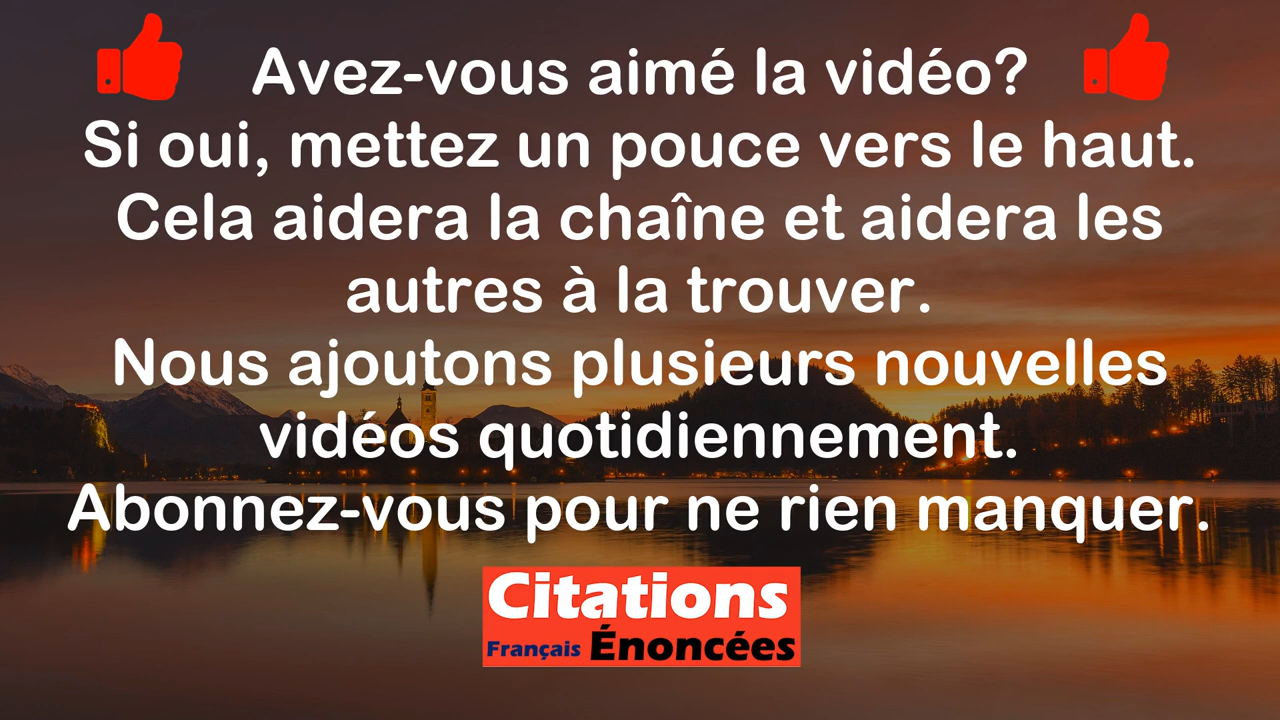 Avez-vous aimé la vidéo?
Si oui, mettez un pouce vers le haut.
Cela aidera la chaîne et aidera les
autres à la trouver.
Nous ajoutons plusieurs nouvelles
vidéos quotidiennement.
Abonnez-vous pour ne rien manquer.
Citations
Français Énoncées